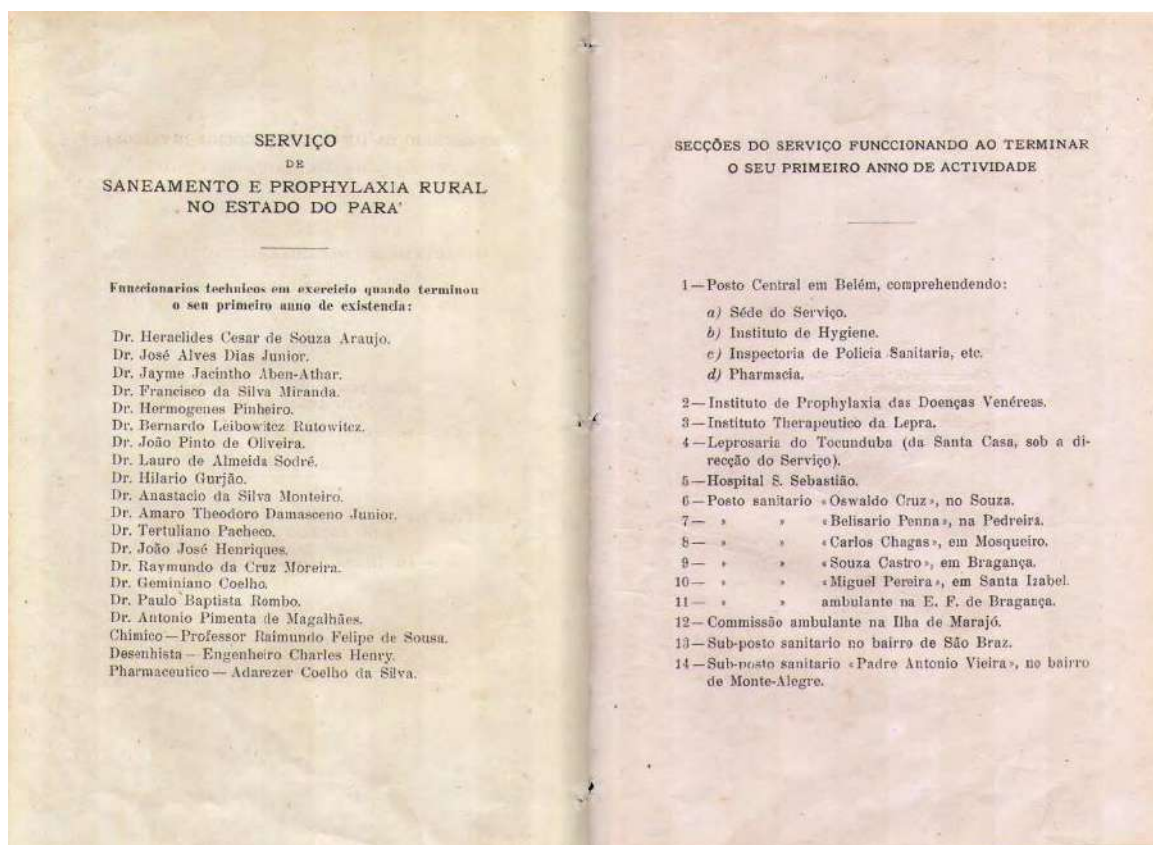 SERVIÇO
DE
SANEAMENTO E PROPHYLAXIA RURAL
NO ESTADO DO PARA'
Funccionarios technicos em exercicio quando terminou
o seu primeiro anno de existencia:
Dr. Heraclides Cesar de Souza Araujo.
Dr. José Alves Dias Junior.
Dr. Jayme Jacintho Aben-Athar.
Dr. Francisco da Silva Miranda.
Dr. Hermogenes Pinheiro.
Dr. Bernardo Leibowitcz Rutowitcz.
Dr. João Pinto de Oliveira.
Dr. Lauro de Almeida Sodré.
Dr. Hilario Gurjão.
Dr. Anastacio da Silva Monteiro.
Dr. Amaro Theodoro Damasceno Junior.
Dr. Tertuliano Pacheco.
Dr. João José Henriques.
Dr. Raymundo da Cruz Moreira.
Dr. Geminiano Coelho.
Dr. Paulo Baptista Rombo.
Dr. Antonio Pimenta de Magalhães.
Chimico — Professor Raimundo Felipe de Sousa.
Desenhista — Engenheiro Charles Henry.
Pharmaceutico — Adarezer Coelho da Silva.
SECÇÕES DO SERVIÇO FUNCCIONANDO AO TERMINAR
O SEU PRIMEIRO ANNO DE ACTIVIDADE
1 — Posto Central em Belém, comprehendendo:
a) Séde do Serviço.
b) Instituto de Hygiene.
c) Inspectoria de Policia Sanitaria, etc.
d) Pharmacia.
2 — Instituto de Prophylaxia das Doenças Venéreas.
3 — Instituto Therapeutico da Lepra.
4 — Leprosaria do Tocunduba (da Santa Casa, sob a di-
recção do Serviço).
5 — Hospital S. Sebastião.
6 — Posto sanitario «Oswaldo Cruz», no Souza.
7 — » » «Belisario Penna», na Pedreira.
8 — » » «Carlos Chagas», em Mosqueiro.
9 — » » «Souza Castro», em Bragança.
10 — » » «Miguel Pereira», em Santa Izabel.
11 — » » ambulante na E. F. de Bragança.
12 — Commissão ambulante na Ilha de Marajó.
13 — Sub-posto sanitario no bairro de São Braz.
14 — Sub-posto sanitario «Padre Antonio Vieira», no bairro
de Monte-Alegre.